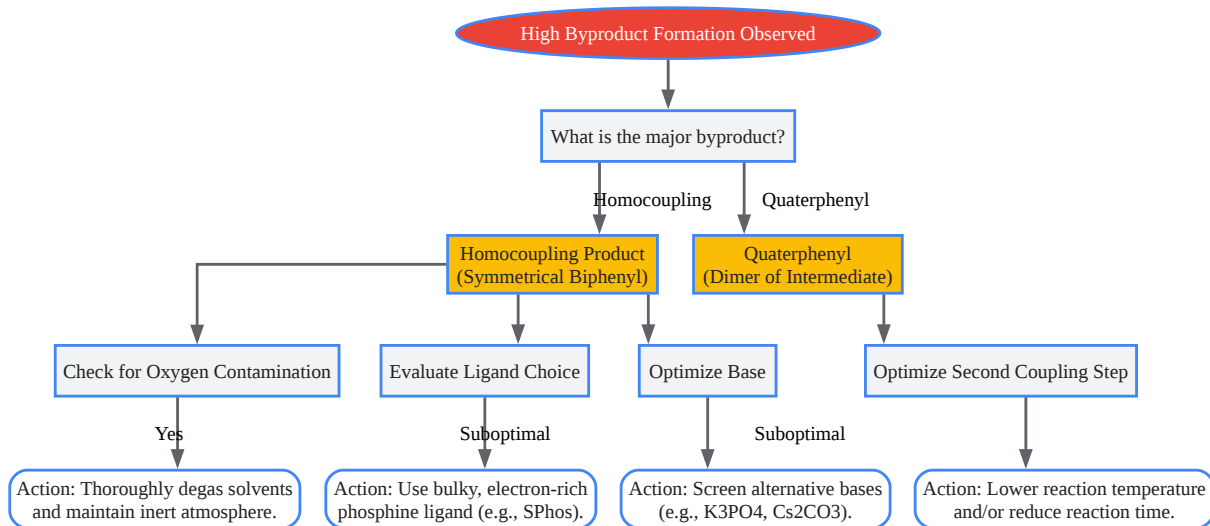 High Byproduct Formation Observed
What is the major byproduct?
Homocoupling
Quaterphenyl
Homocoupling Product
(Symmetrical Biphenyl)
Quaterphenyl
(Dimer of Intermediate)
Check for Oxygen Contamination
Evaluate Ligand Choice
Optimize Base
Optimize Second Coupling Step
Yes
Suboptimal
Suboptimal
Action: Thoroughly degas solvents
and maintain inert atmosphere.
Action: Use bulky, electron-rich
phosphine ligand (e.g., SPhos).
Action: Screen alternative bases
(e.g., K3PO4, Cs2CO3).
Action: Lower reaction temperature
and/or reduce reaction time.